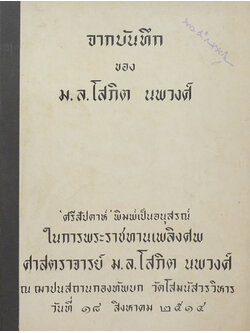 จากบันทึก
ของ
ม.ล.โสภิต นพวงศ์
'ศรีสัปดาห์' พิมพ์เป็นอนุสรณ์
ในการพระราชทานเพลิงศพ
ศาสตราจารย์ ม.ล.โสภิต นพวงศ์
ณ ฌาปนสถานกองทัพบก วัดโสมนัสวรวิหาร
วันที่ ๑๘ สิงหาคม ๒๕๑๔